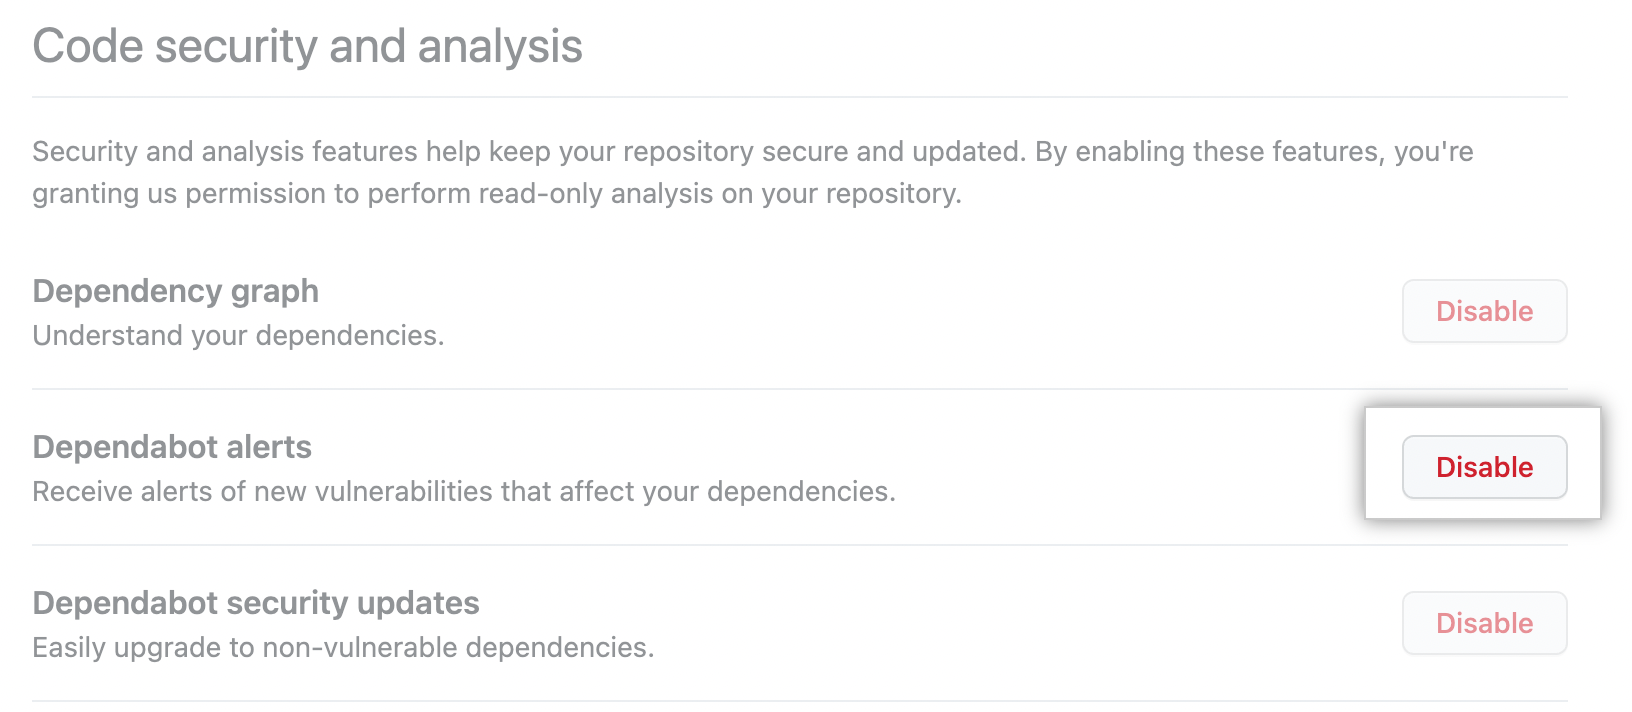 Code security and analysis
Security and analysis features help keep your repository secure and updated. By enabling these features, you're
granting us permission to perform read-only analysis on your repository.
Dependency graph
Understand your dependencies.
Disable
Dependabot alerts
Receive alerts of new vulnerabilities that affect your dependencies.
Disable
Dependabot security updates
Easily upgrade to non-vulnerable dependencies.
Disable